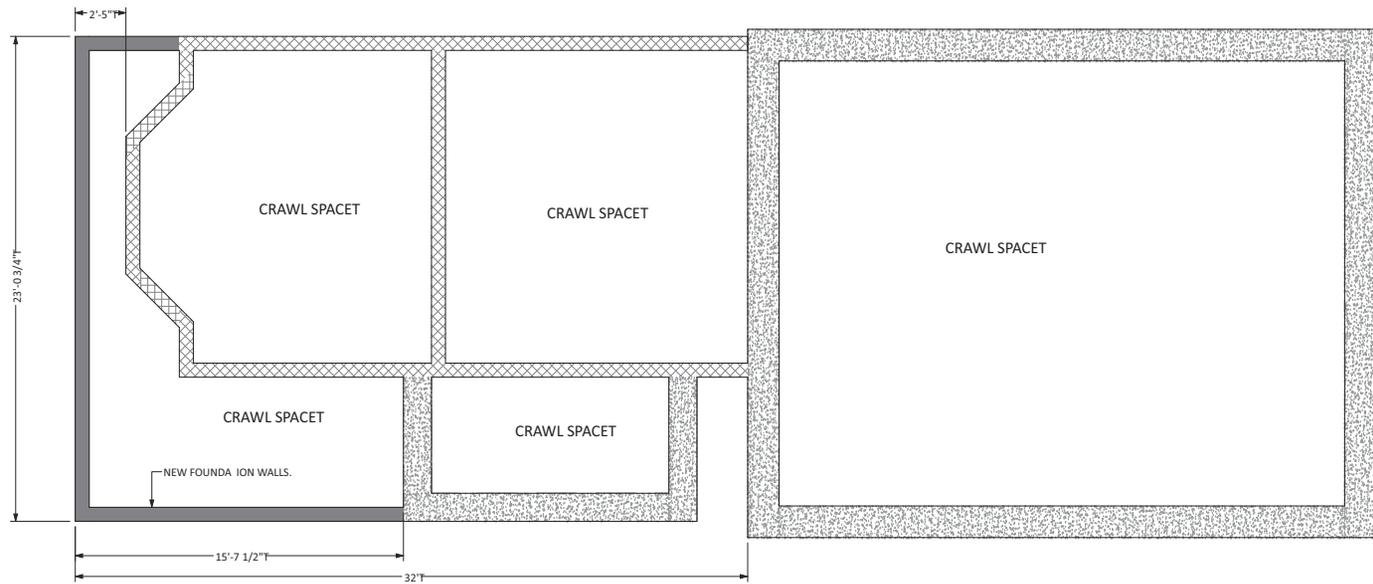 2'-5"T
23'-0 3/4"T
CRAWL SPACET
CRAWL SPACET
CRAWL SPACET
CRAWL SPACET
CRAWL SPACET
NEW FOUNDA ION WALLS.
15'-7 1/2"T
32'T